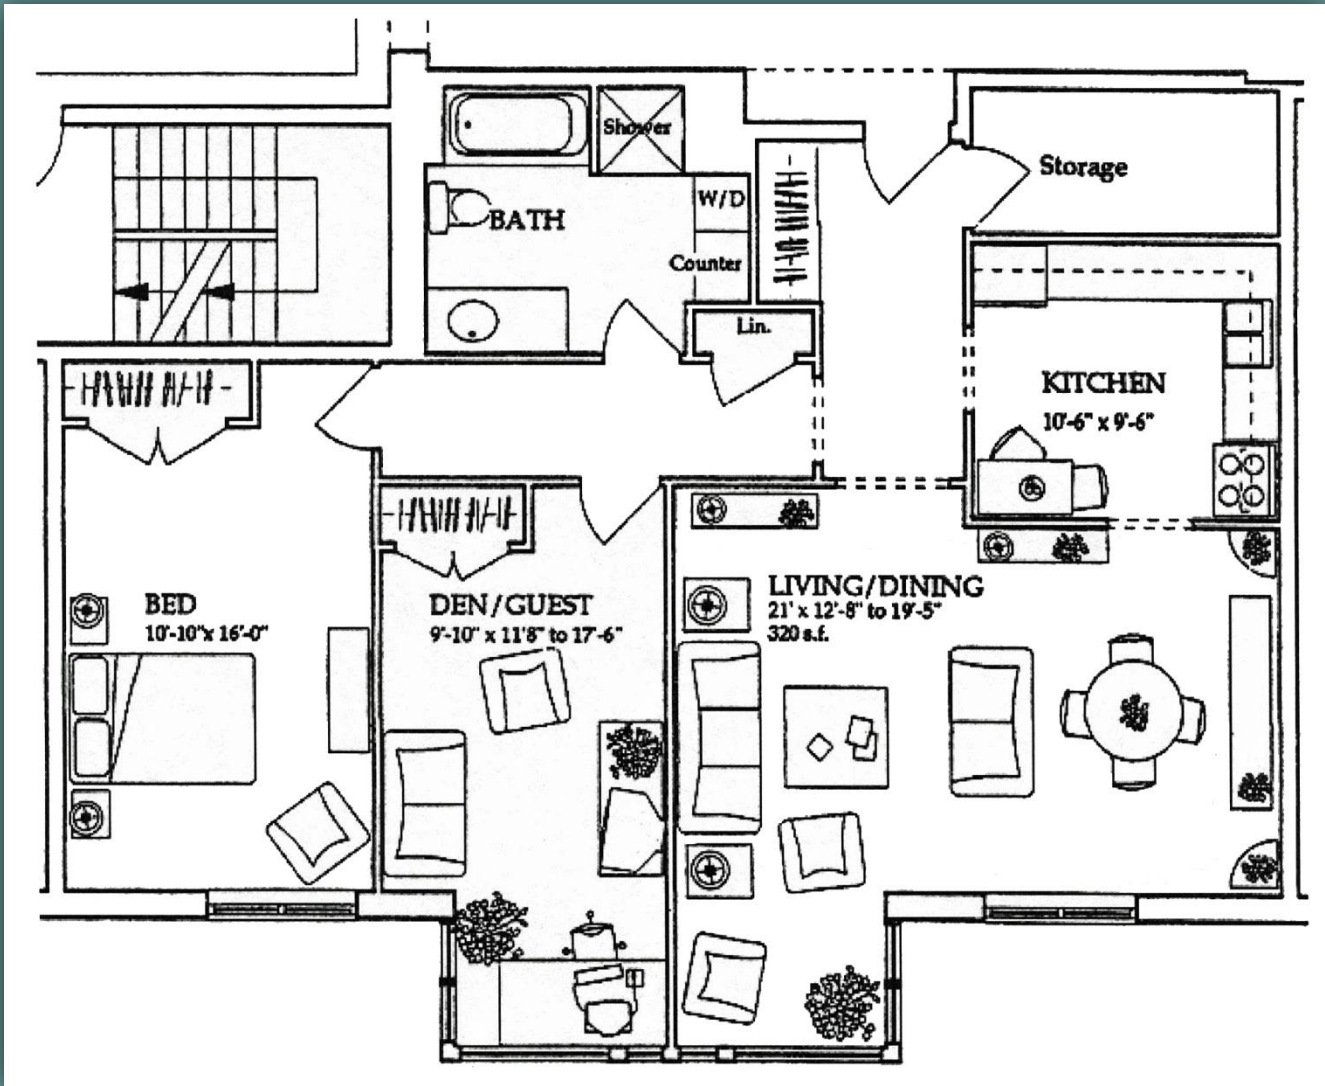 Shower
Storage
W/D
BATH
Counter
Lin.
KITCHEN
10'-6" x 9'-6"
BED
10'-10"x 16'-0"
DEN/GUEST
9'-10" x 11'8" to 17'-6"
LIVING/DINING
21' x 12'-8" to 19'-5"
320 s.f.